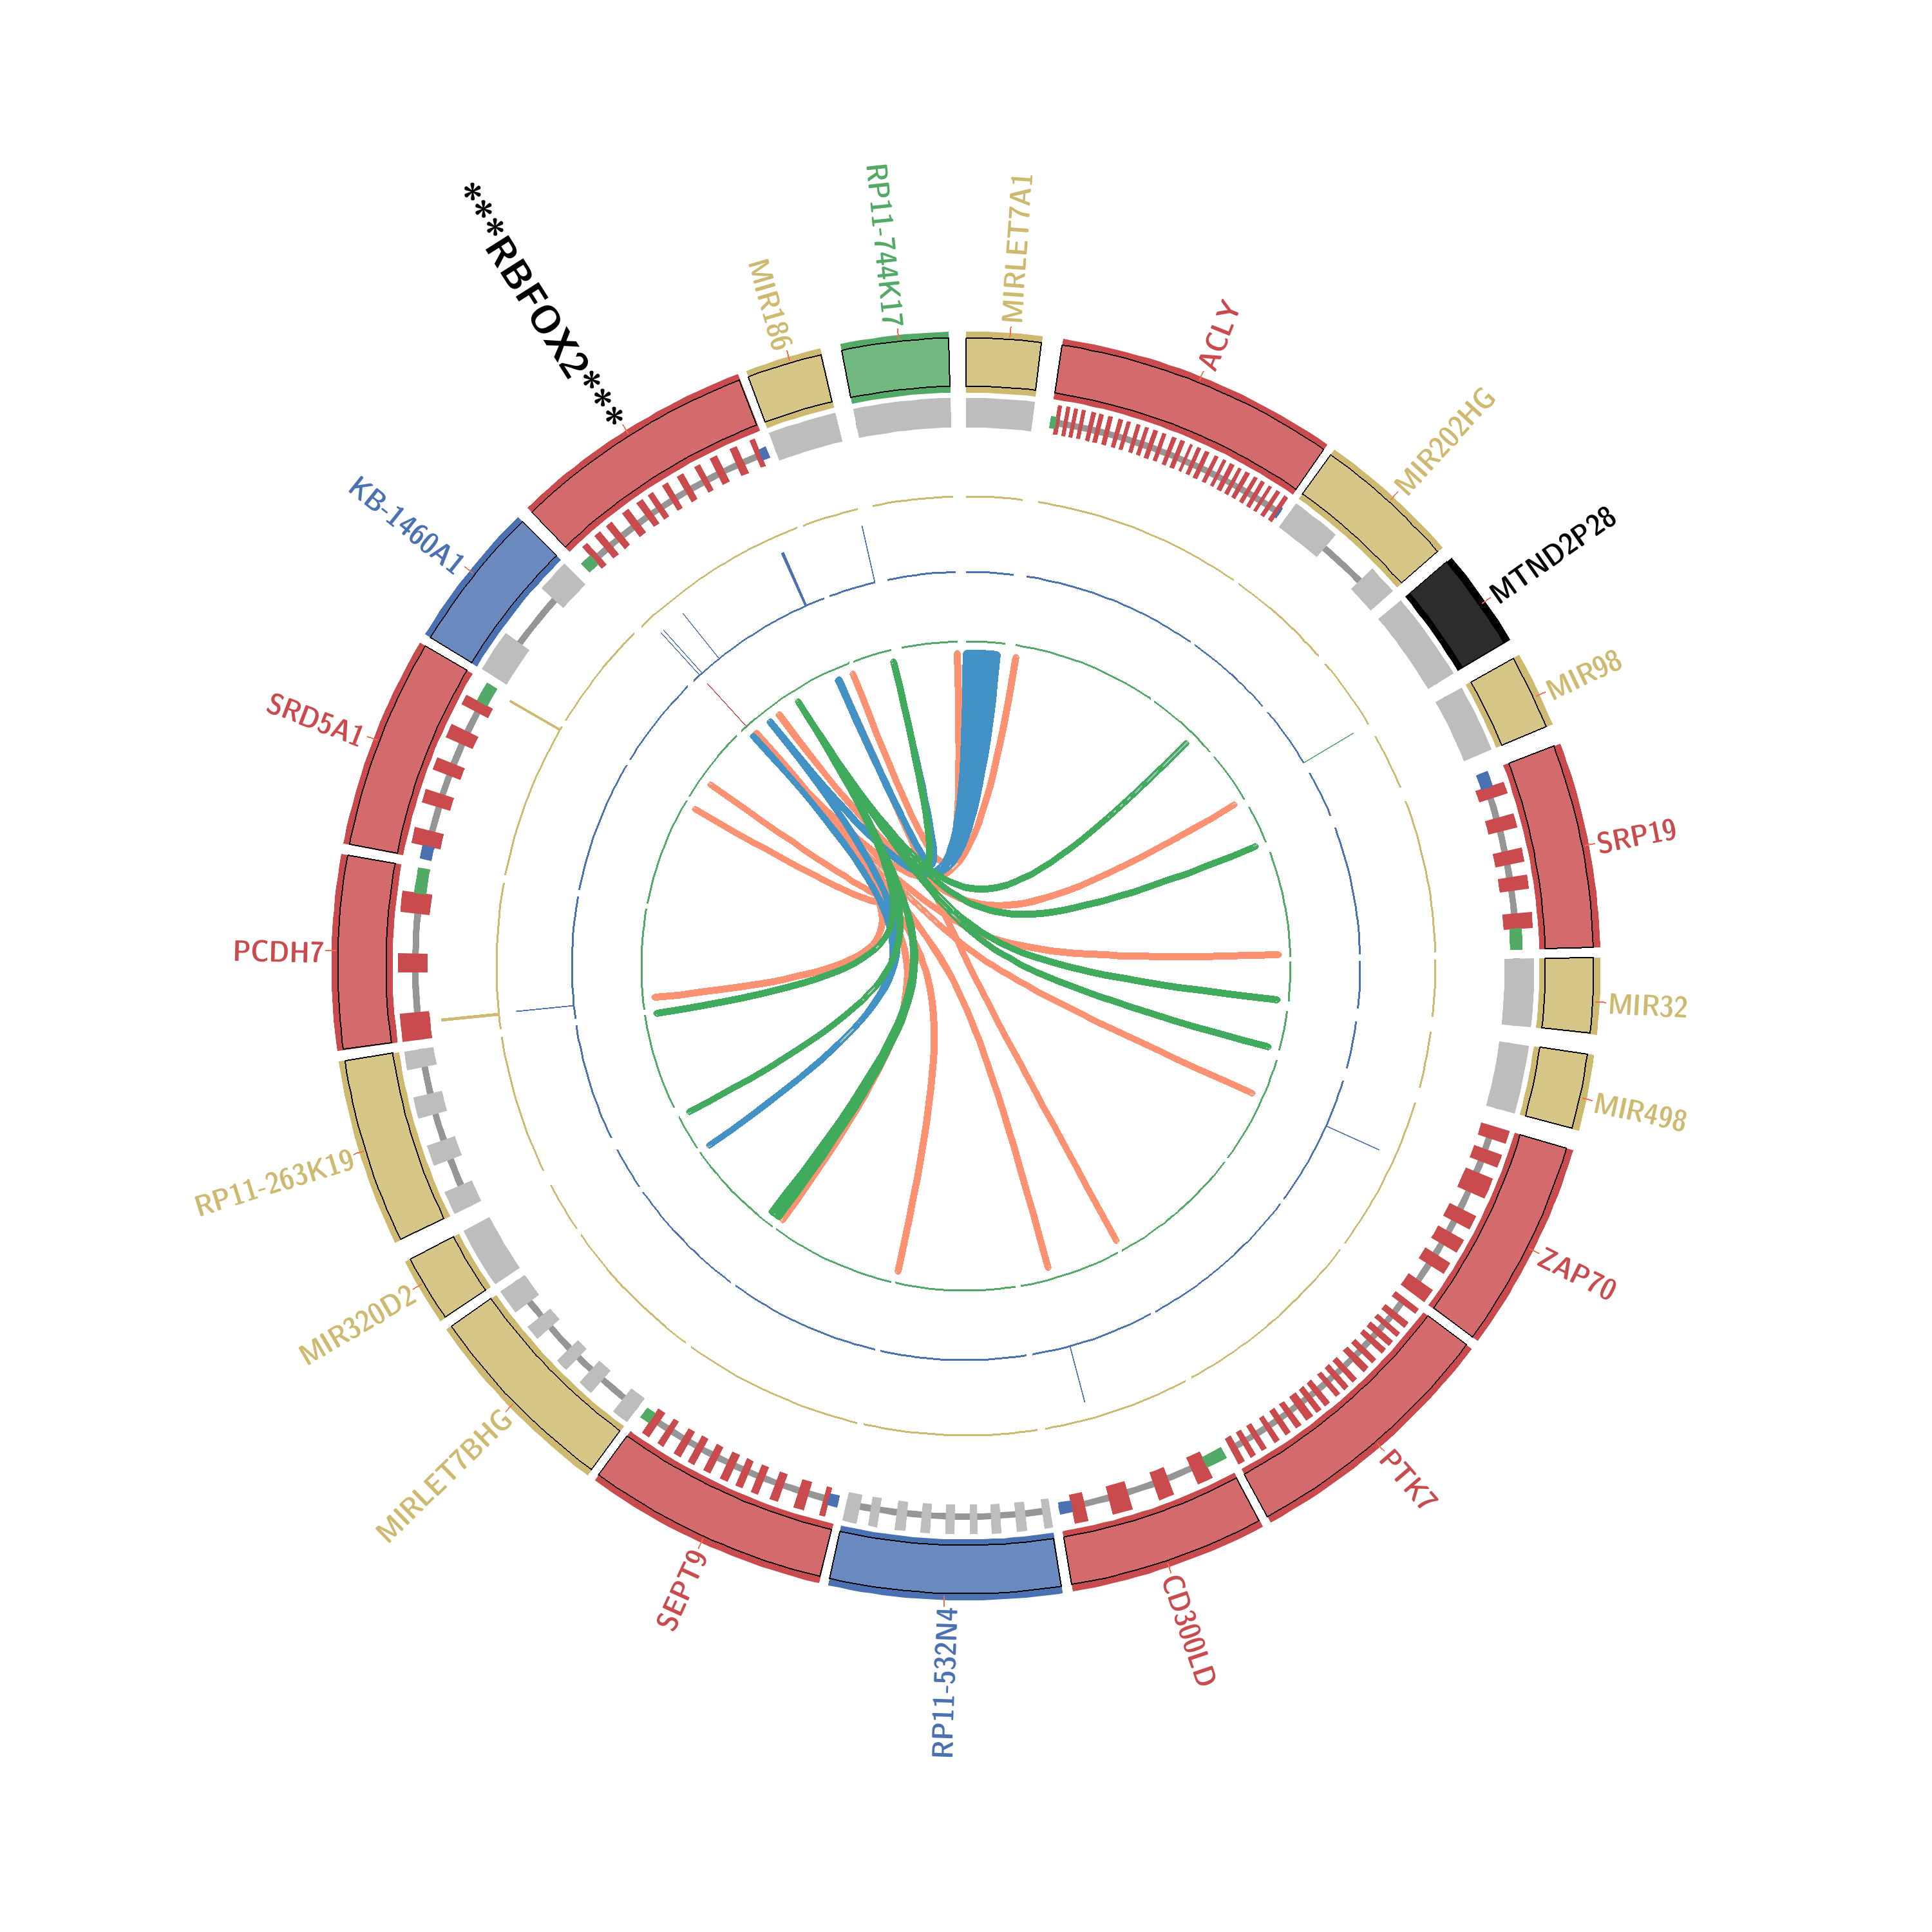 MIRLET7A1
ACLY
MIR202HG
MTND2P28
MIR98
SRP19
MIR32
MIR498
ZAP70
PTK7
CD300LD
RP11-532N4
SEPT9
MIRLET7BHG
MIR320D2
RP11-263K19
PCDH7
SRD5A1
KB-1460A1
***RBFOX2***
MIR186
RP11-744K17